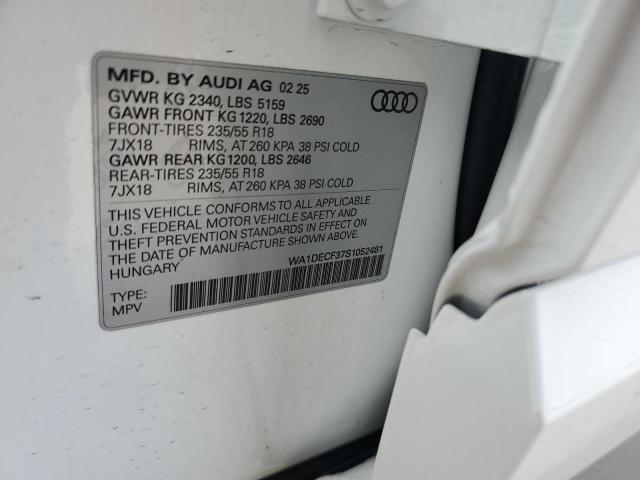 MFD. BY AUDI AG 02 25
GVWR KG 2340, LBS 5159
GAWR FRONT KG1220, LBS 2690
FRONT-TIRES 235/55 R18
7JX18 RIMS, AT 260 KPA 38 PSI COLD
GAWR REAR KG1200, LBS 2646
REAR-TIRES 235/55 R18
7JX18 RIMS, AT 260 KPA 38 PSI COLD
THIS VEHICLE CONFORMS TO ALL APPLICABLE
U.S. FEDERAL MOTOR VEHICLE SAFETY AND
THEFT PREVENTION STANDARDS IN EFFECT ON
THE DATE OF MANUFACTURE SHOWN ABOVE.
HUNGARY WA1DECF37S1052481
TYPE:
MPV